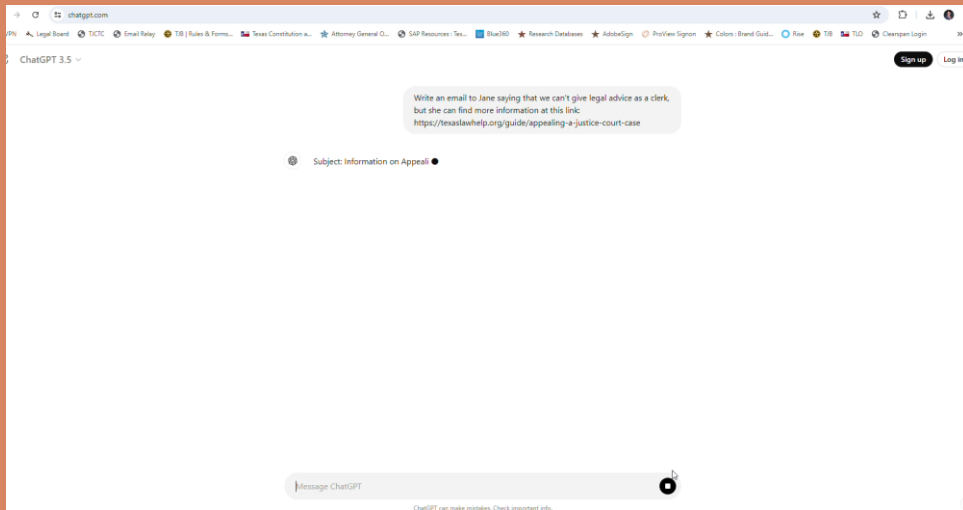 chatgpt.com
VPN Legal Board TJCTC Email Relay TJB | Rules & Forms... Texas Constitution a... Attorney General O... SAP Resources : Tex... Blue360 Research Databases AdobeSign ProView Signon Colors : Brand Guid... Rise TJB TLO Cleanspan Login »
ChatGPT 3.5
Sign up Log in
Write an email to Jane saying that we can't give legal advice as a clerk,
but she can find more information at this link:
https://texaslawhelp.org/guide/appealing-a-justice-court-case
Subject: Information on Appeali
Message ChatGPT
ChatGPT can make mistakes. Check important info.